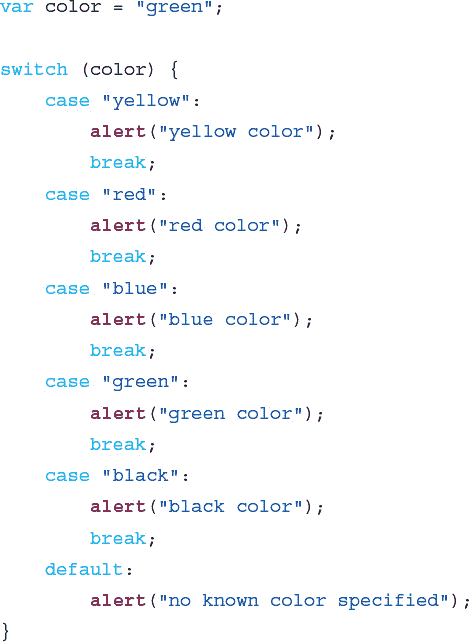 var color = "green";

switch (color) {
    case "yellow":
        alert("yellow color");
        break;
    case "red":
        alert("red color");
        break;
    case "blue":
        alert("blue color");
        break;
    case "green":
        alert("green color");
        break;
    case "black":
        alert("black color");
        break;
    default:
        alert("no known color specified");
}